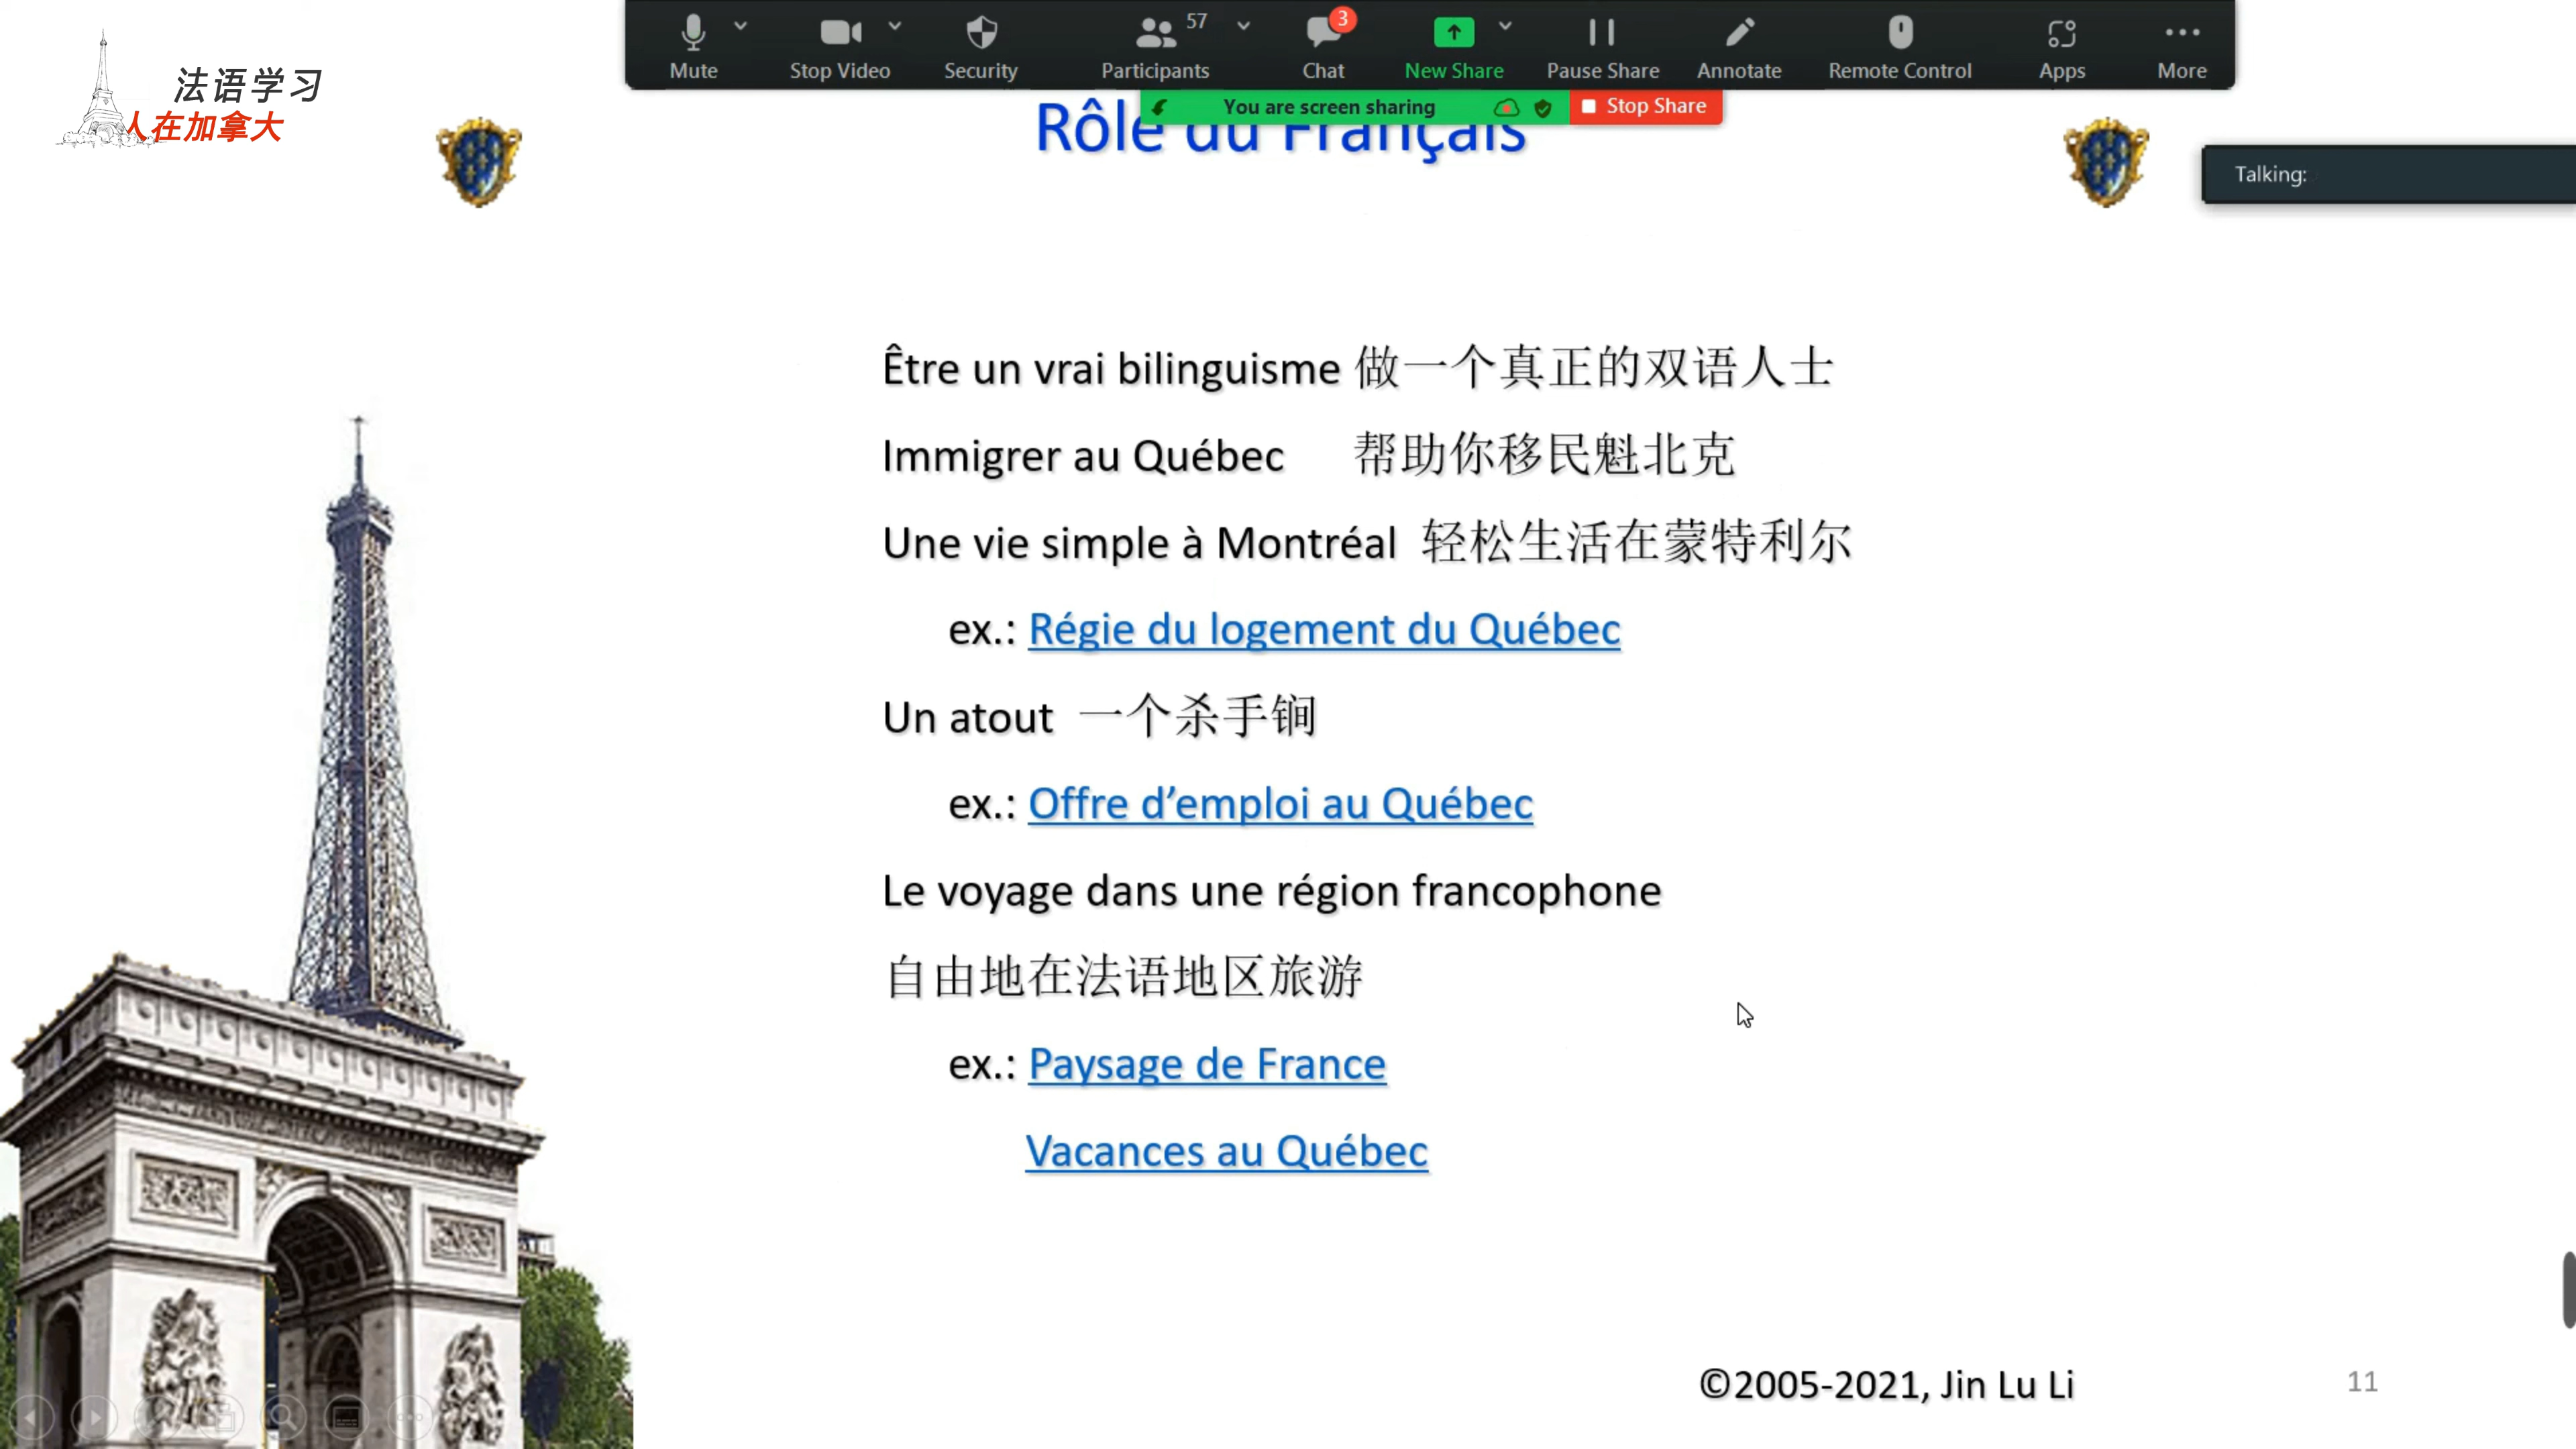 法语学习
人在加拿大
Mute
Stop Video
Security
Participants 57
Chat 3
New Share
Pause Share
Annotate
Remote Control
Apps
More
You are screen sharing
Stop Share
Talking:
Rôle du Français
Être un vrai bilinguisme 做一个真正的双语人士
Immigrer au Québec 帮助你移民魁北克
Une vie simple à Montréal 轻松生活在蒙特利尔
ex.: Régie du logement du Québec
Un atout 一个杀手锏
ex.: Offre d’emploi au Québec
Le voyage dans une région francophone
自由地在法语地区旅游
ex.: Paysage de France
Vacances au Québec
©2005-2021, Jin Lu Li
11